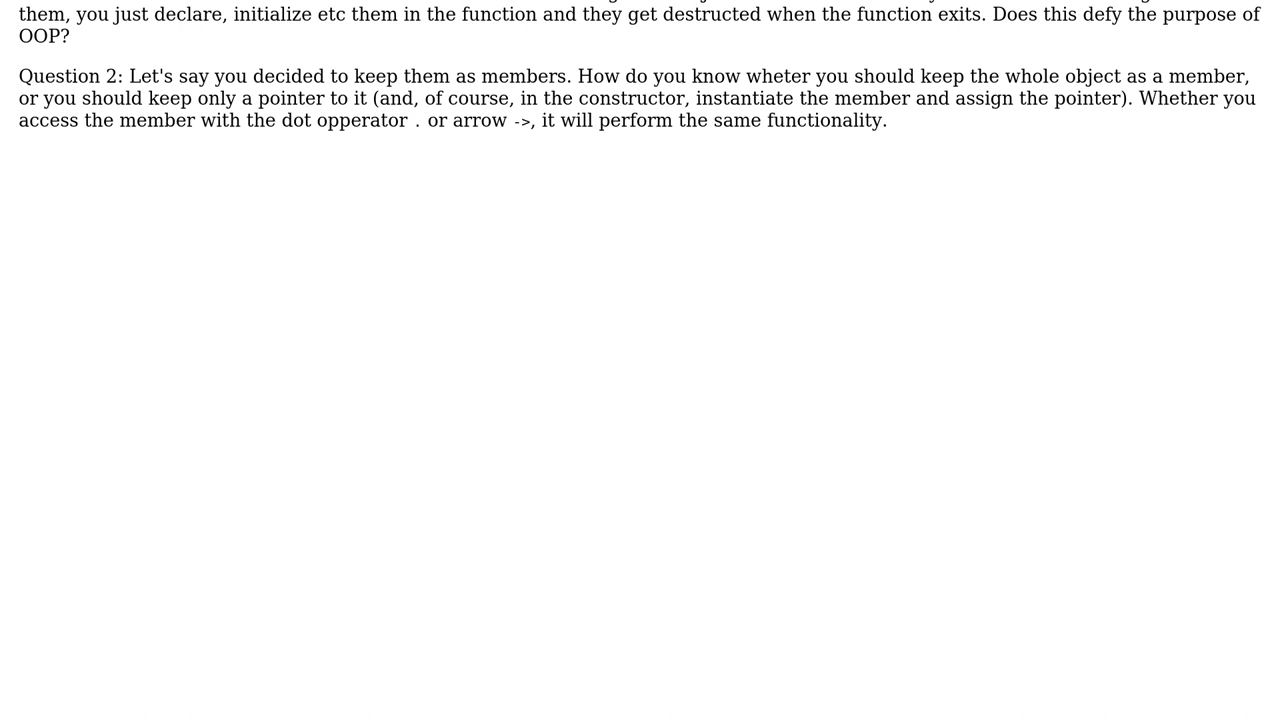 them, you just declare, initialize etc them in the function and they get destructed when the function exits. Does this defy the purpose of
OOP?
Question 2: Let's say you decided to keep them as members. How do you know wheter you should keep the whole object as a member,
or you should keep only a pointer to it (and, of course, in the constructor, instantiate the member and assign the pointer). Whether you
access the member with the dot opperator . or arrow ->, it will perform the same functionality.